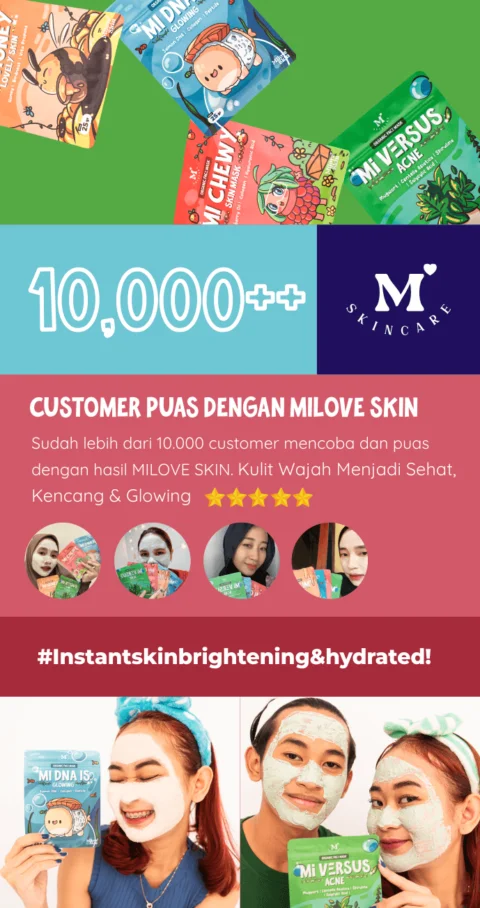 LOVELY SKIN
MI DNA IS
GLOWING
MI CHEWY
SKIN MASK
MI VERSUS
ACNE
10.000++
M
SKINCARE
CUSTOMER PUAS DENGAN MILOVE SKIN
Sudah lebih dari 10.000 customer mencoba dan puas
dengan hasil MILOVE SKIN. Kulit Wajah Menjadi Sehat,
Kencang & Glowing
#Instantskinbrightening&hydrated!
MI DNA IS
GLOWING
MI VERSUS
ACNE